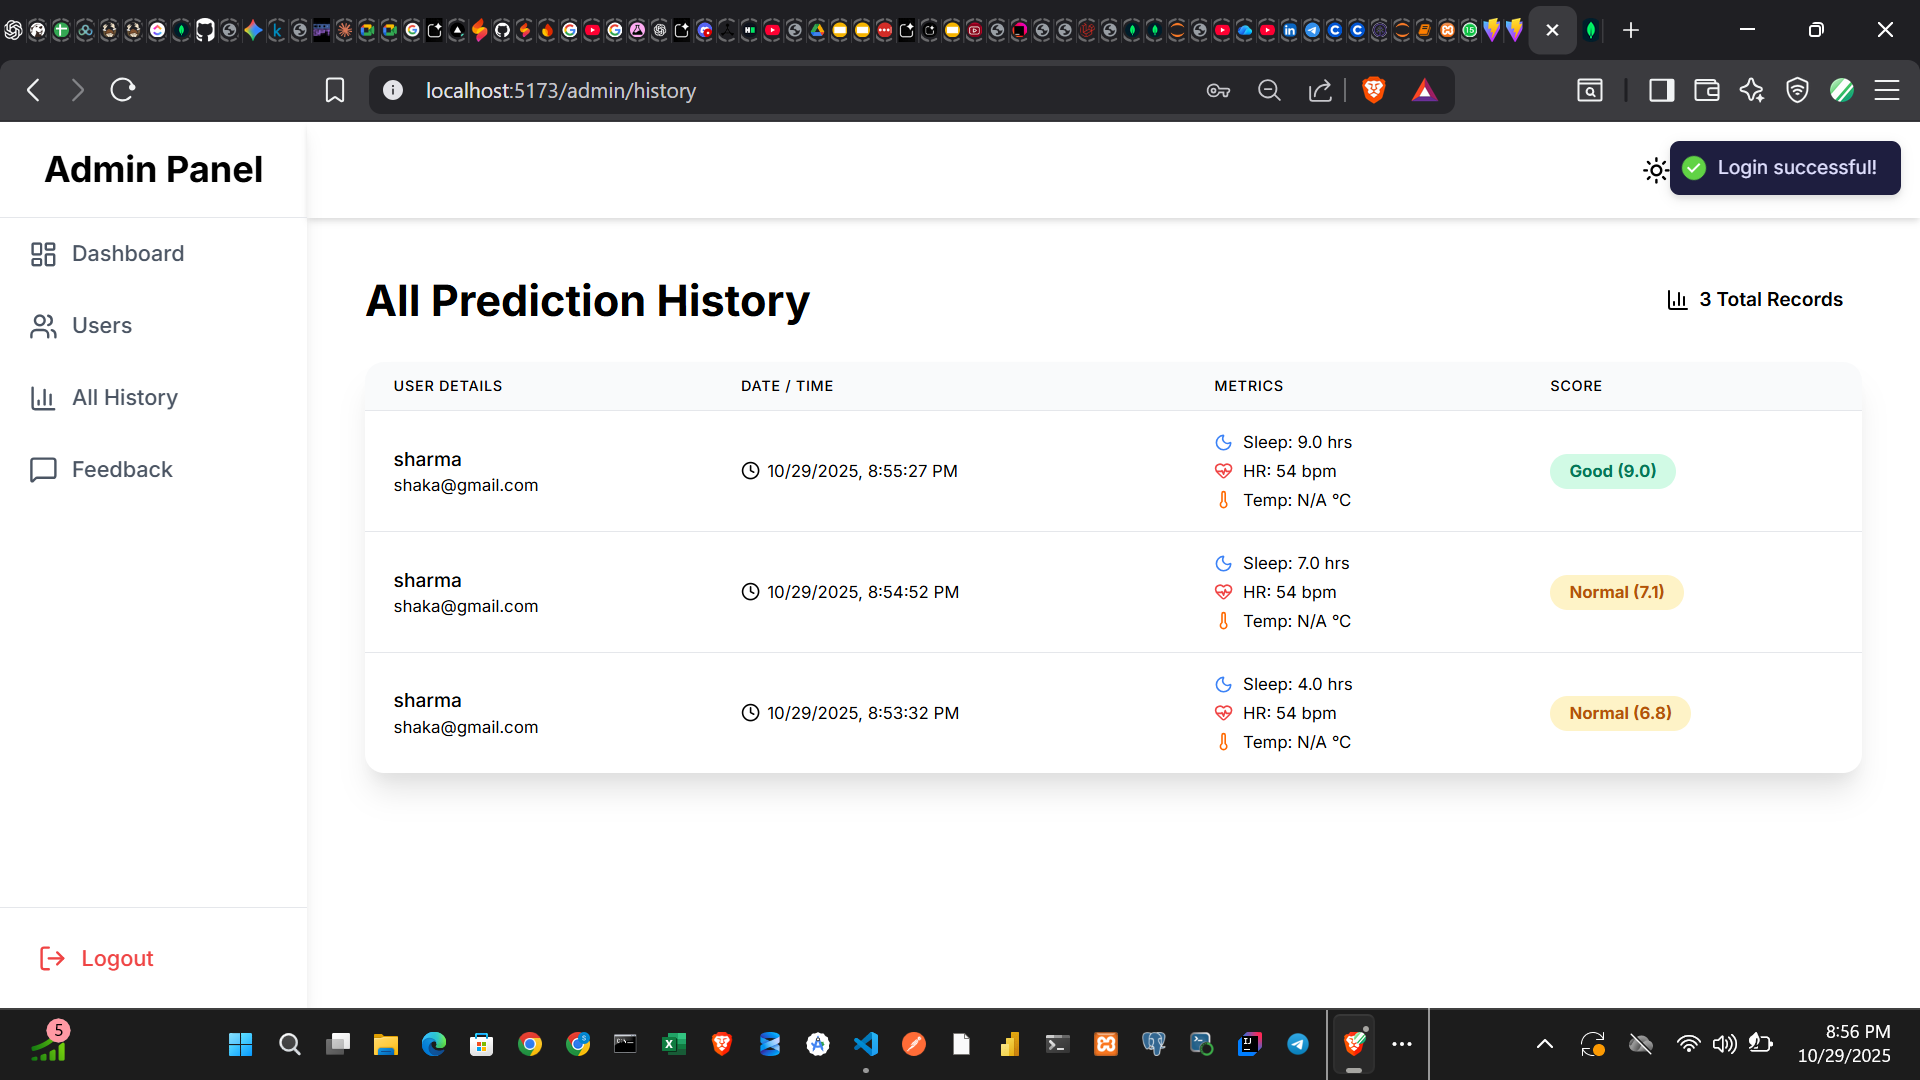 localhost:5173/admin/history
Admin Panel
Login successful!
Dashboard
Users
All History
Feedback
Logout
All Prediction History
3 Total Records
USER DETAILS DATE / TIME METRICS SCORE
sharma
shaka@gmail.com
10/29/2025, 8:55:27 PM
Sleep: 9.0 hrs
HR: 54 bpm
Temp: N/A °C
Good (9.0)
sharma
shaka@gmail.com
10/29/2025, 8:54:52 PM
Sleep: 7.0 hrs
HR: 54 bpm
Temp: N/A °C
Normal (7.1)
sharma
shaka@gmail.com
10/29/2025, 8:53:32 PM
Sleep: 4.0 hrs
HR: 54 bpm
Temp: N/A °C
Normal (6.8)
5
8:56 PM
10/29/2025